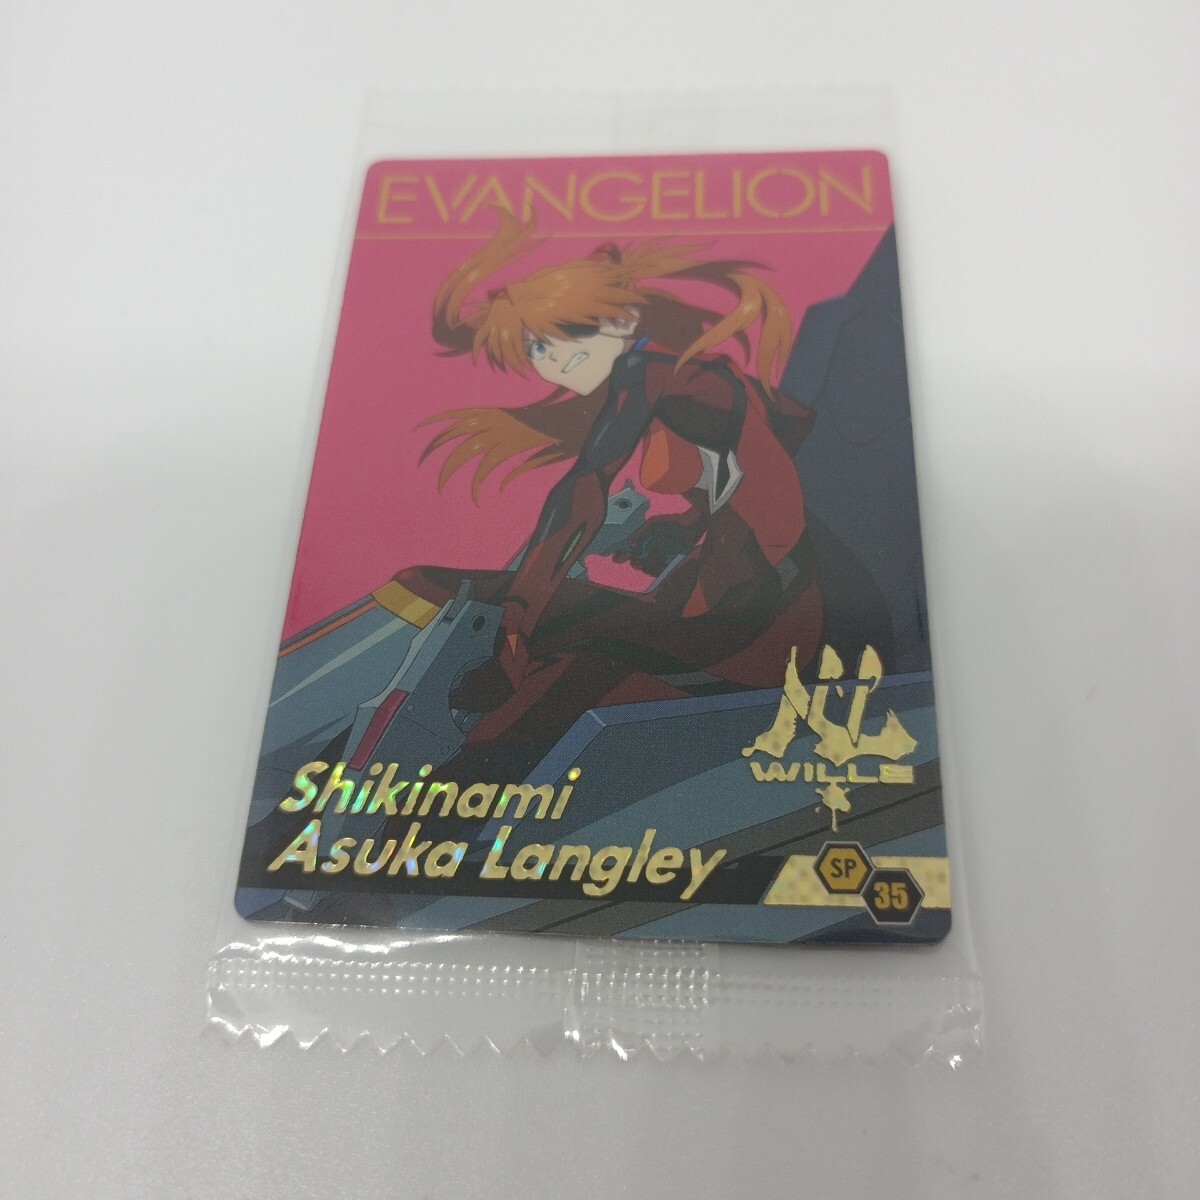 EVANGELION
WILLE
Shikinami
Asuka Langley
SP
35